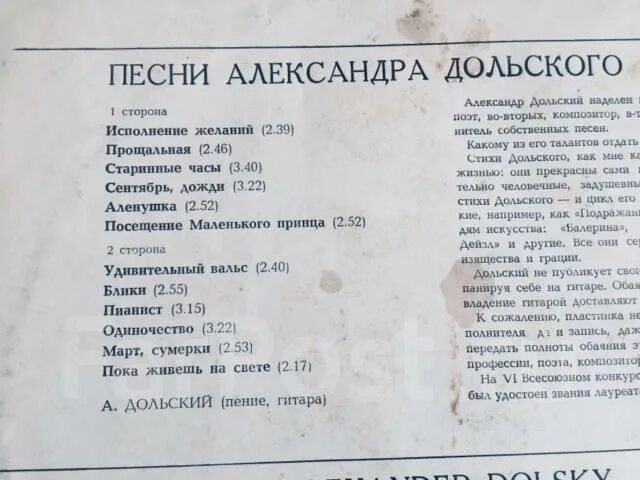 ПЕСНИ АЛЕКСАНДРА ДОЛЬСКОГО
1 сторона
Исполнение желаний (2.39)
Прощальная (2.46)
Старинные часы (3.40)
Сентябрь, дожди (3.22)
Аленушка (2.52)
Посещение Маленького принца (2.52)
2 сторона
Удивительный вальс (2.40)
Блики (2.55)
Пианист (3.15)
Одиночество (3.22)
Март, сумерки (2.53)
Пока живешь на свете (2.17)
А. ДОЛЬСКИЙ (пение, гитара)
Александр Дольский наделен
поэт, во-вторых, композитор, в-т
нитель собственных песен.
Какому из его талантов отдать
Стихи Дольского, как мне ка
жизнью: они прекрасны сами
тельно человечные, задушевны
стихи Дольского — и цикл его
кие, например, как «Подражан
дям искусства: «Балерина»,
Дейзл» и другие. Все они се
изящества и грации.
Дольский не публикует свои
панируя себе на гитаре. Обая
владение гитарой доставляют
К сожалению, пластинка не
полнителя и запись, даж
передать полноты обаяния эт
профессии, поэта, композитор
На VI Всесоюзном конкурс
был удостоен звания лауреат
ALEXANDER DOLSKY